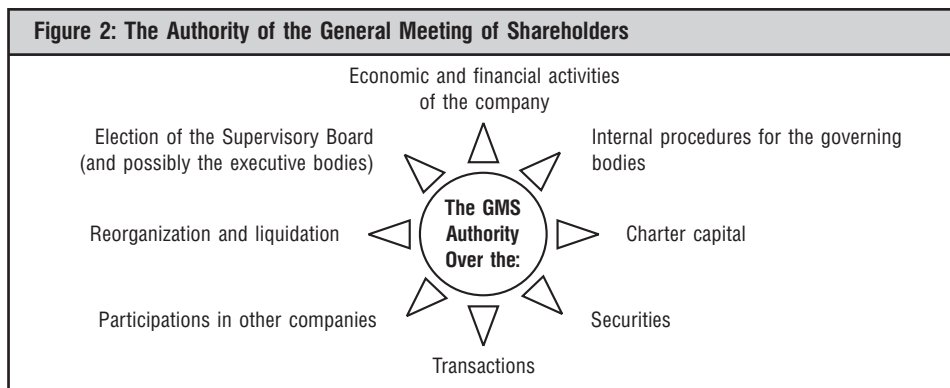 Figure 2: The Authority of the General Meeting of Shareholders
Economic and financial activities
of the company
Election of the Supervisory Board
(and possibly the executive bodies)
Internal procedures for the governing
bodies
The GMS
Authority
Over the:
Reorganization and liquidation
Charter capital
Participations in other companies
Securities
Transactions